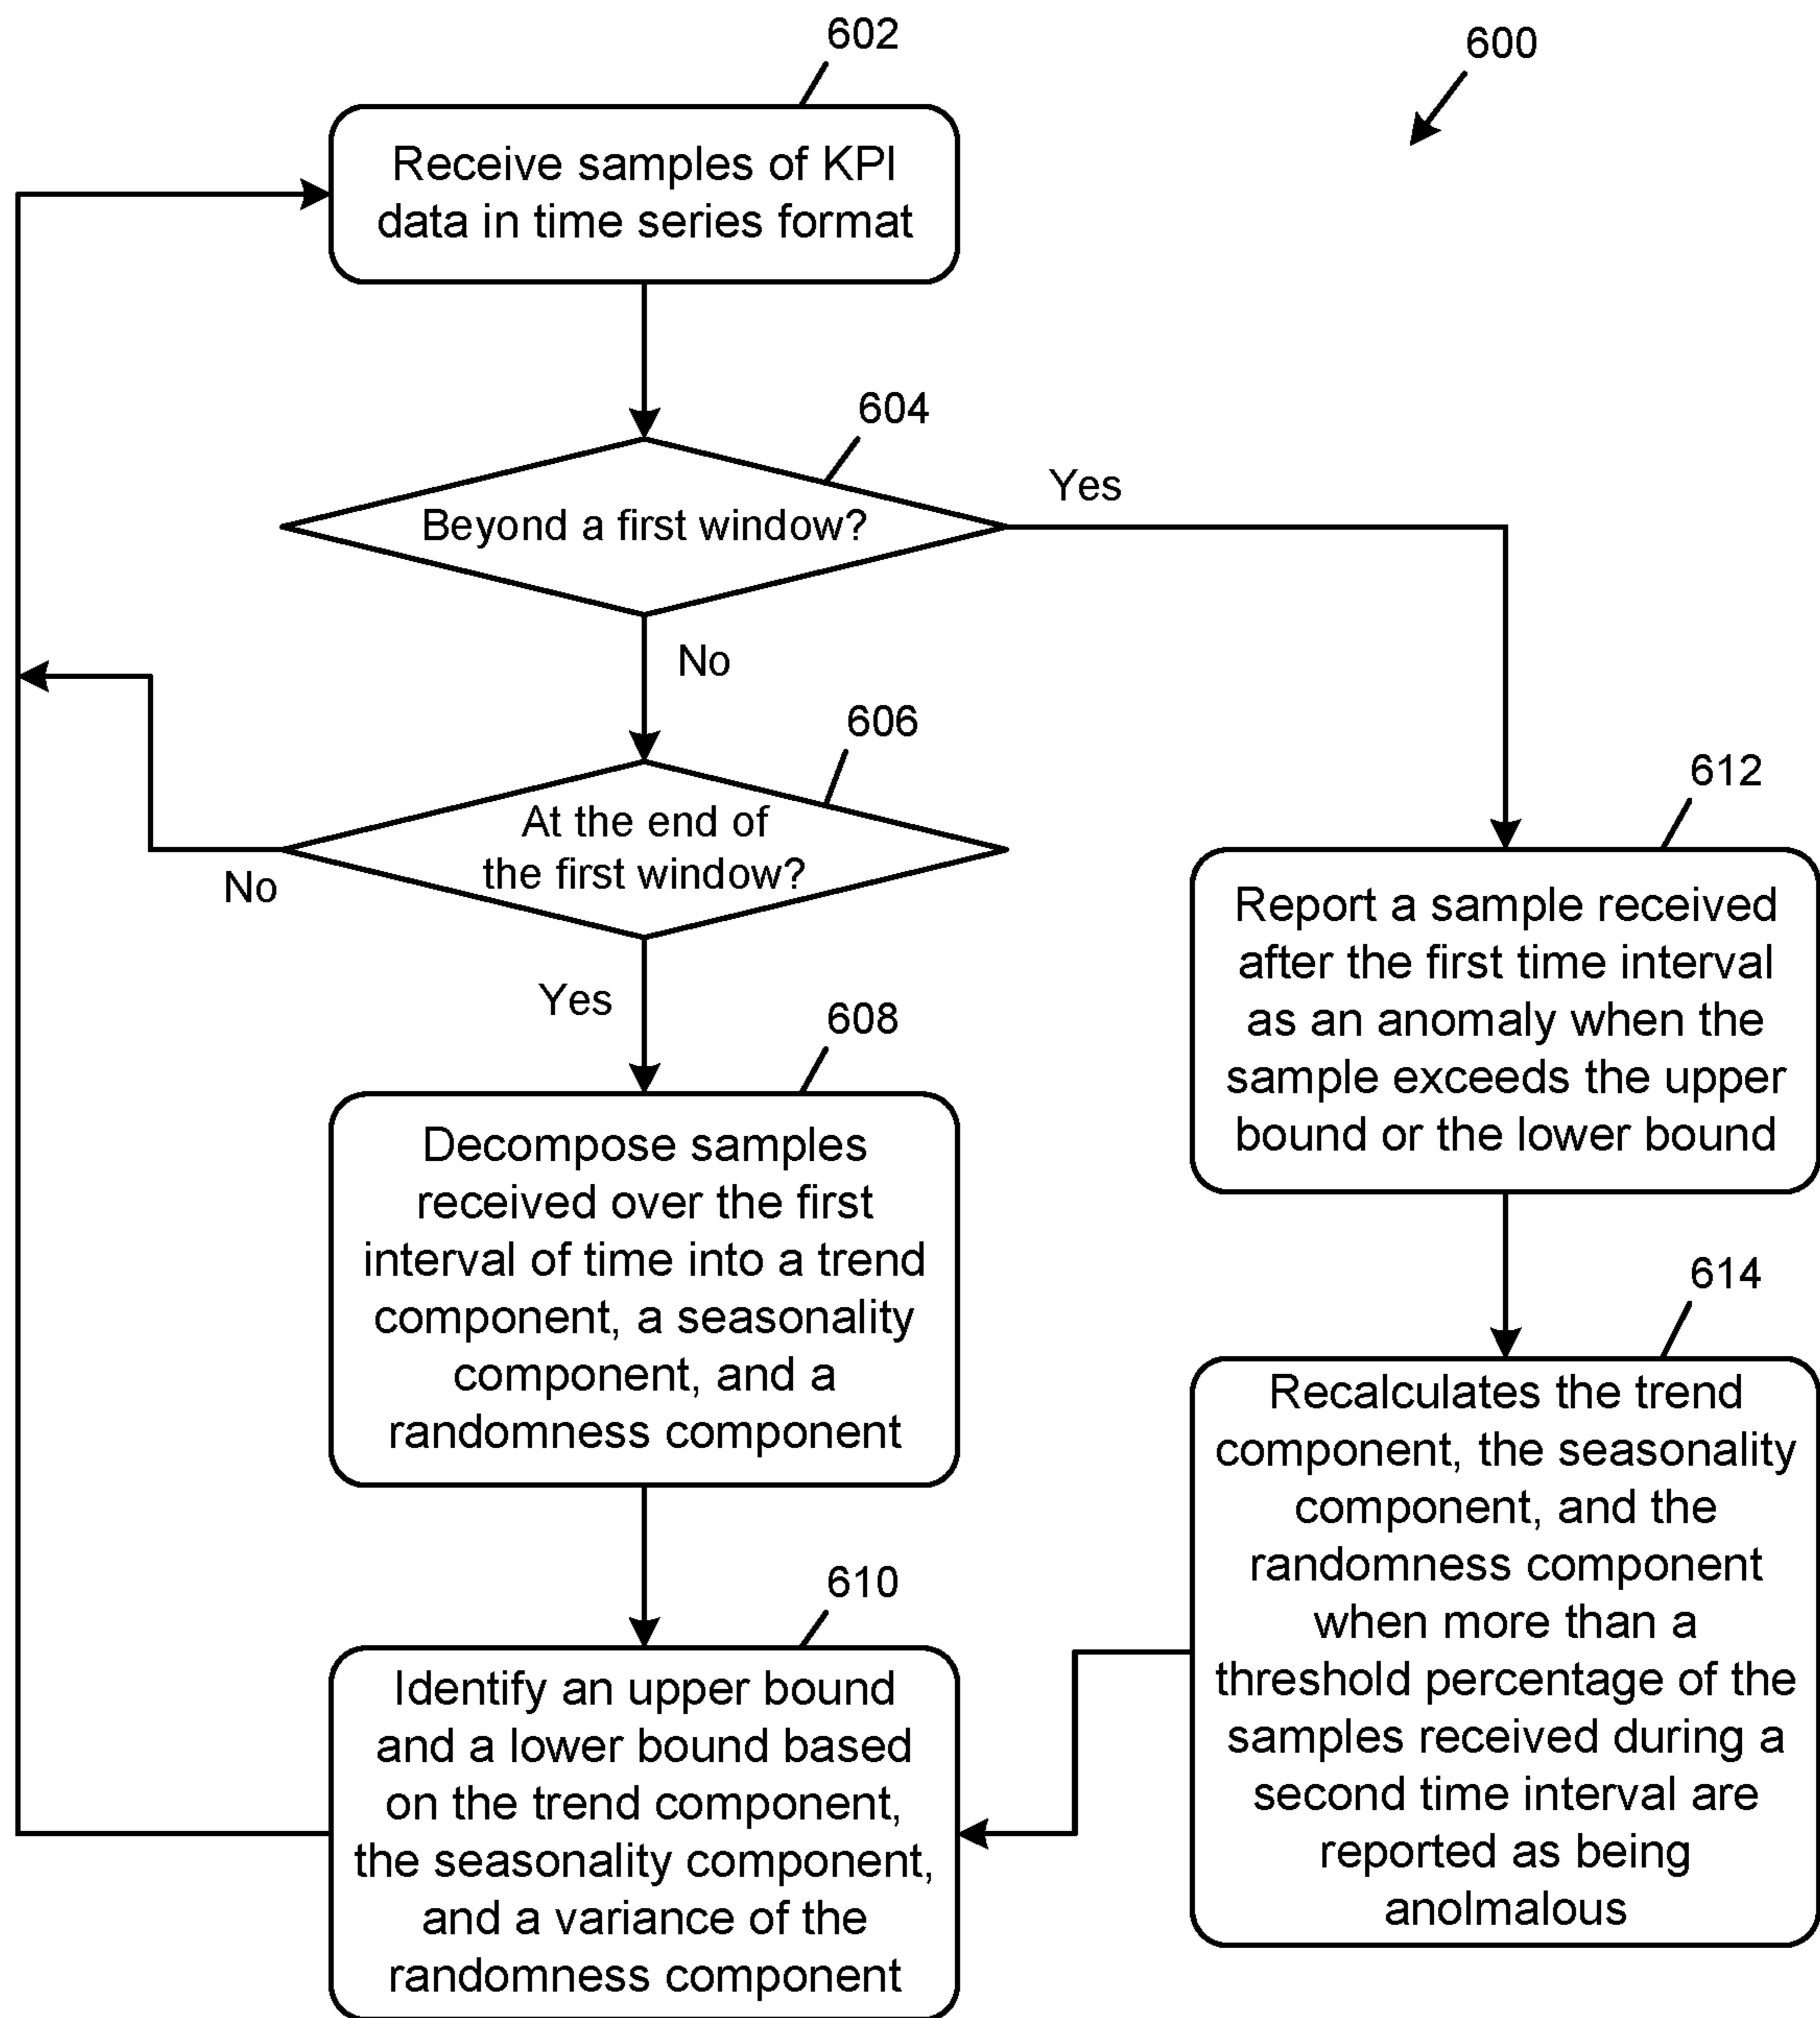 602
600
Receive samples of KPI
data in time series format
604
Yes
Beyond a first window?
No
606
At the end of
the first window?
No
Yes
612
Report a sample received
after the first time interval
as an anomaly when the
sample exceeds the upper
bound or the lower bound
608
Decompose samples
received over the first
interval of time into a trend
component, a seasonality
component, and a
randomness component
614
Recalculates the trend
component, the seasonality
component, and the
randomness component
when more than a
threshold percentage of the
samples received during a
second time interval are
reported as being
anolmalous
610
Identify an upper bound
and a lower bound based
on the trend component,
the seasonality component,
and a variance of the
randomness component